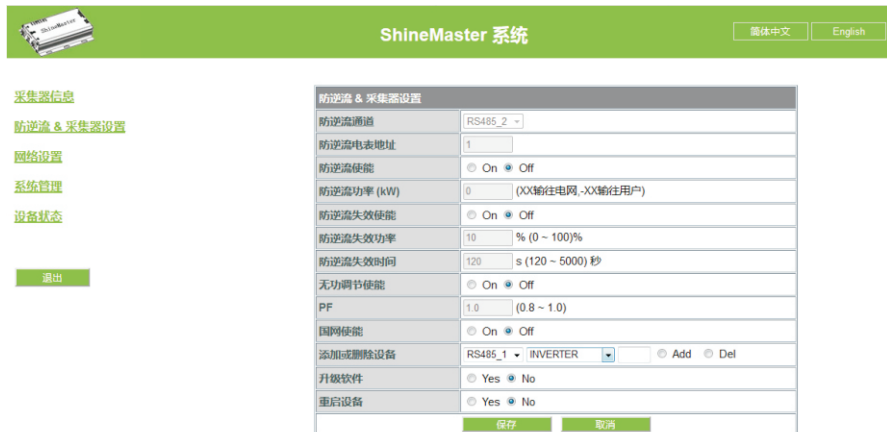 ShineMaster
ShineMaster 系统
简体中文 English
采集器信息
防逆流 & 采集器设置
网络设置
系统管理
设备状态
退出
防逆流 & 采集器设置
防逆流通道 RS485_2
防逆流电表地址 1
防逆流使能 On Off
防逆流功率 (kW) 0 (XX输往电网,-XX输往用户)
防逆流失效使能 On Off
防逆流失效功率 10 % (0 ~ 100)%
防逆流失效时间 120 s (120 ~ 5000) 秒
无功调节使能 On Off
PF 1.0 (0.8 ~ 1.0)
国网使能 On Off
添加或删除设备 RS485_1 INVERTER Add Del
升级软件 Yes No
重启设备 Yes No
保存 取消